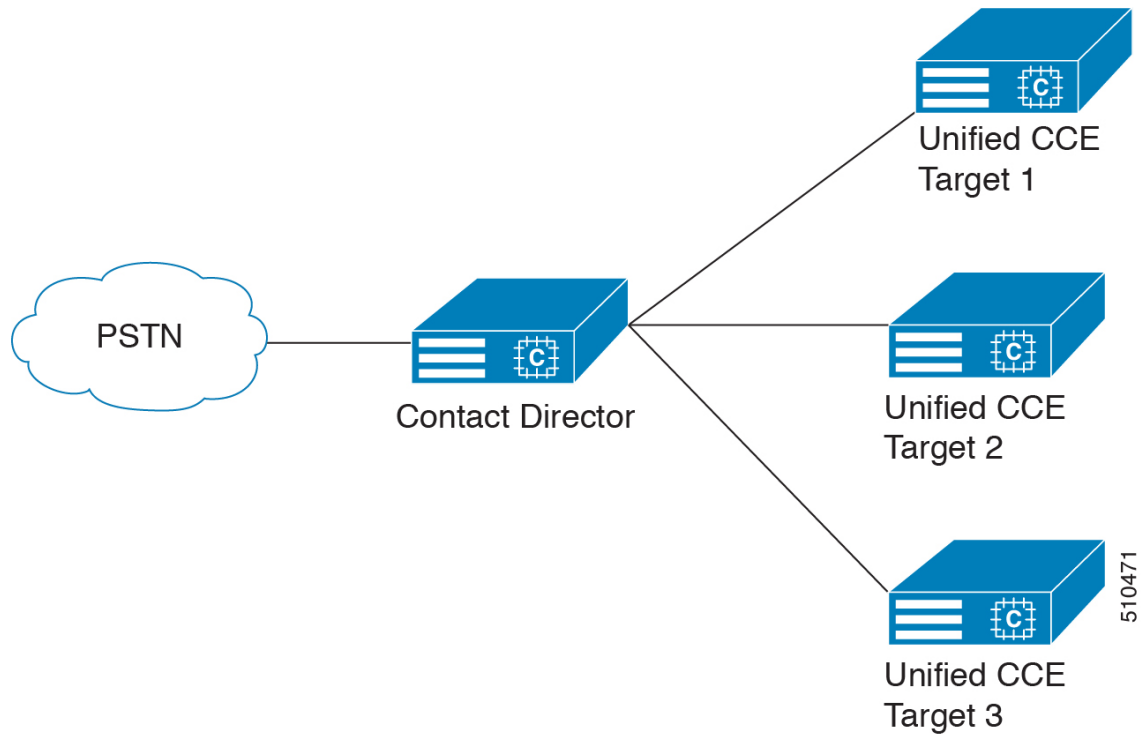 C
Unified CCE
Target 1
PSTN
C
Contact Director
C
Unified CCE
Target 2
C
Unified CCE
Target 3
510471